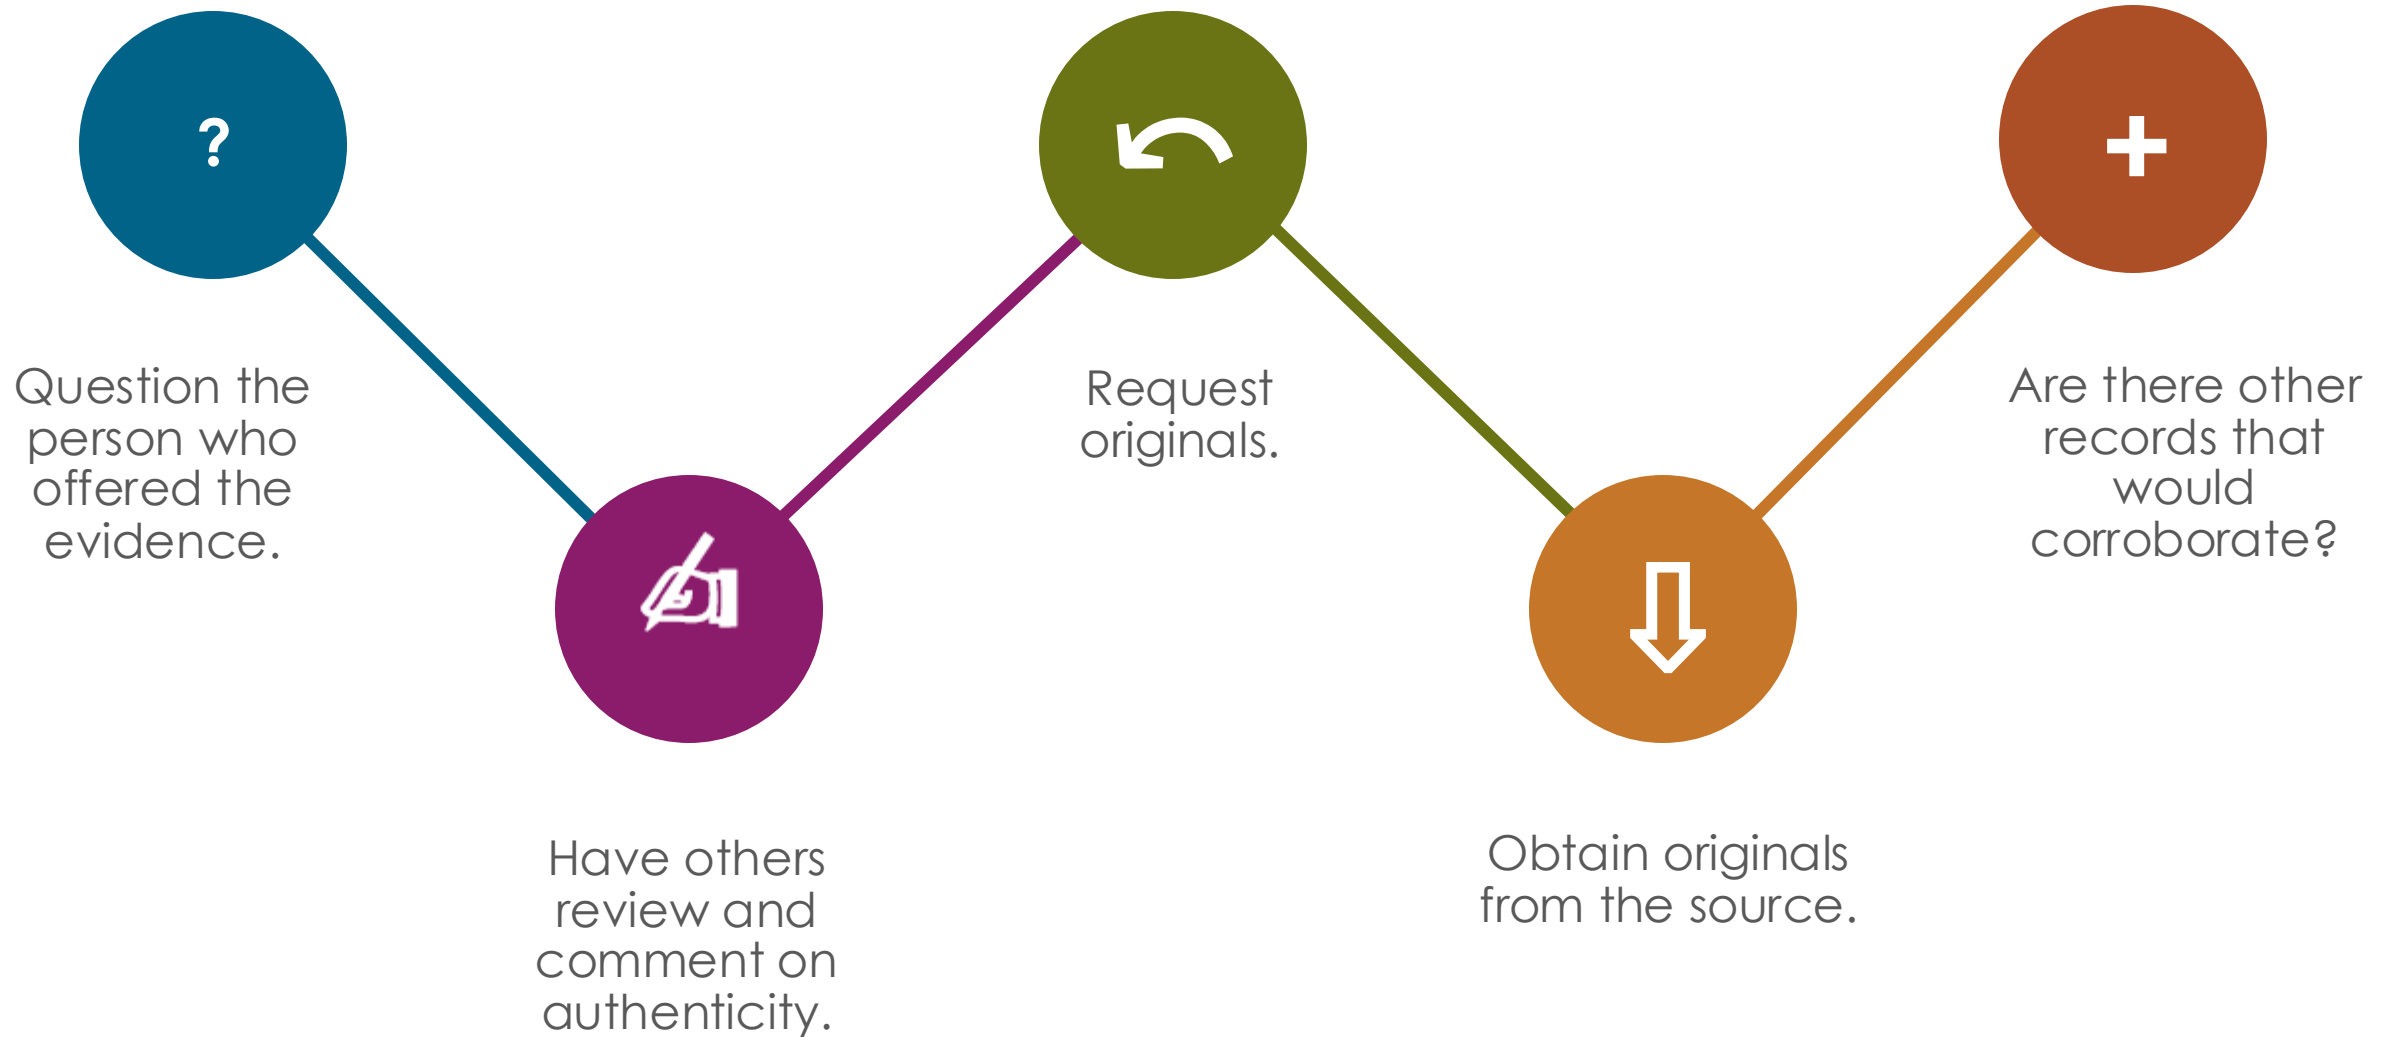 ?
Question the
person who
offered the
evidence.
Have others
review and
comment on
authenticity.
Request
originals.
Obtain originals
from the source.
+
Are there other
records that
would
corroborate?